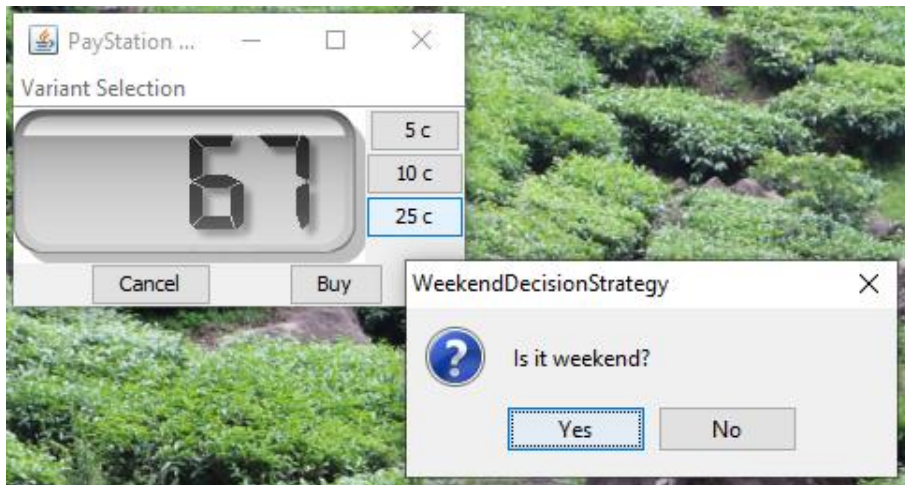 PayStation ...
Variant Selection
67
5 c
10 c
25 c
Cancel
Buy
WeekendDecisionStrategy
Is it weekend?
Yes
No